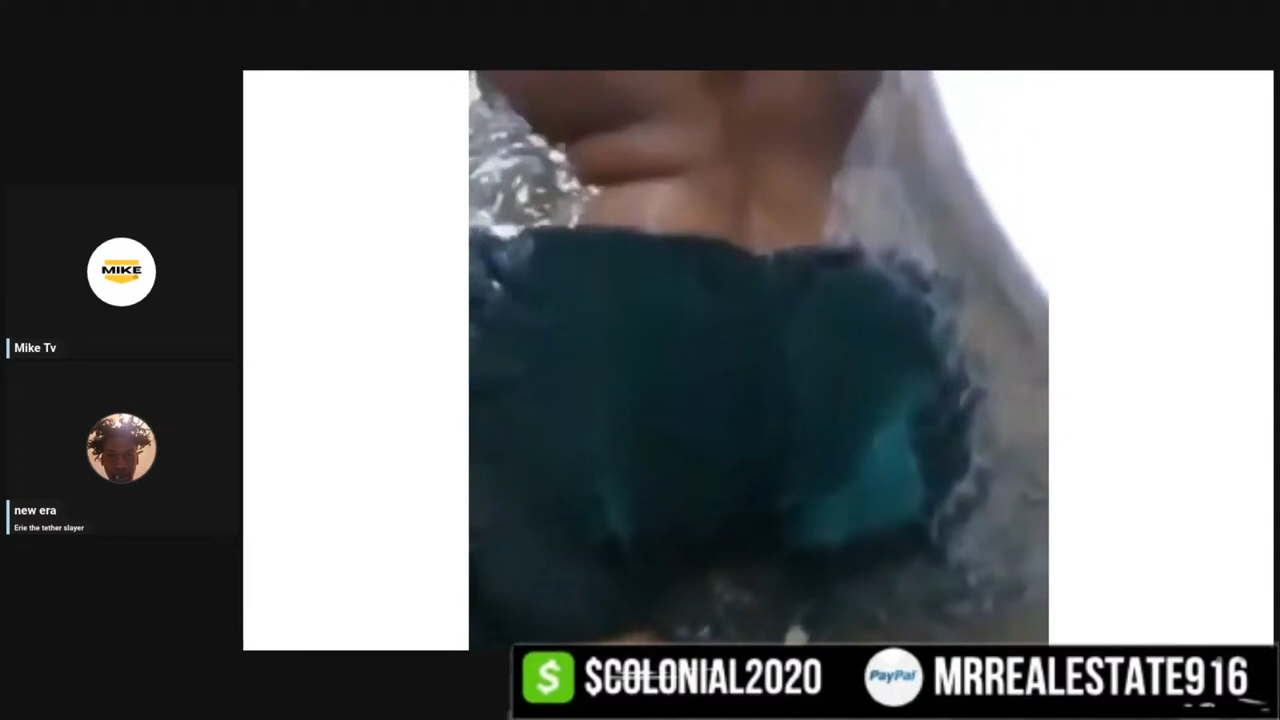 MIKE
Mike Tv
new era
Erie the tether slayer
$ $COLONIAL2020 PayPal MRREALESTATE916